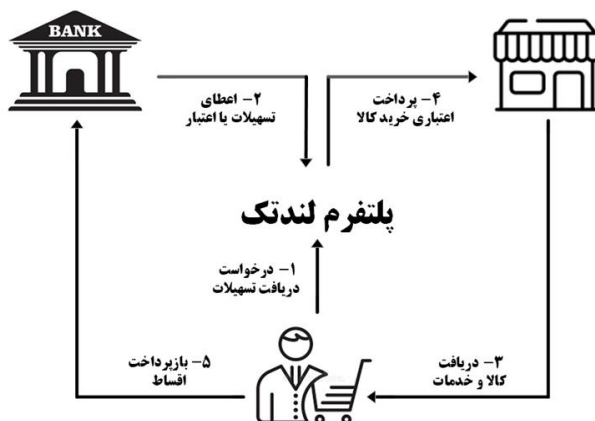 BANK
۲- اعطای
تسهیلات یا اعتبار
۴- پرداخت
اعتباری خرید کالا
پلتفرم لندتک
۱- درخواست
دریافت تسهیلات
۵- بازپرداخت
اقساط
۳- دریافت
کالا و خدمات